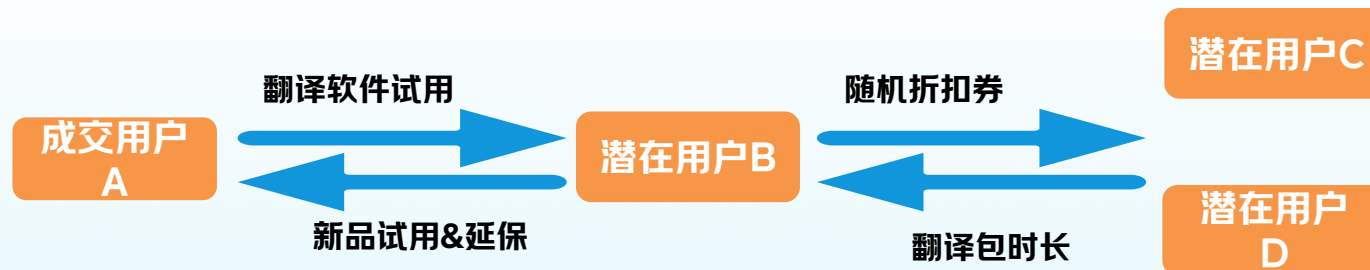 潜在用户C
翻译软件试用
随机折扣券
成交用户
A
潜在用户B
潜在用户
D
新品试用&延保
翻译包时长